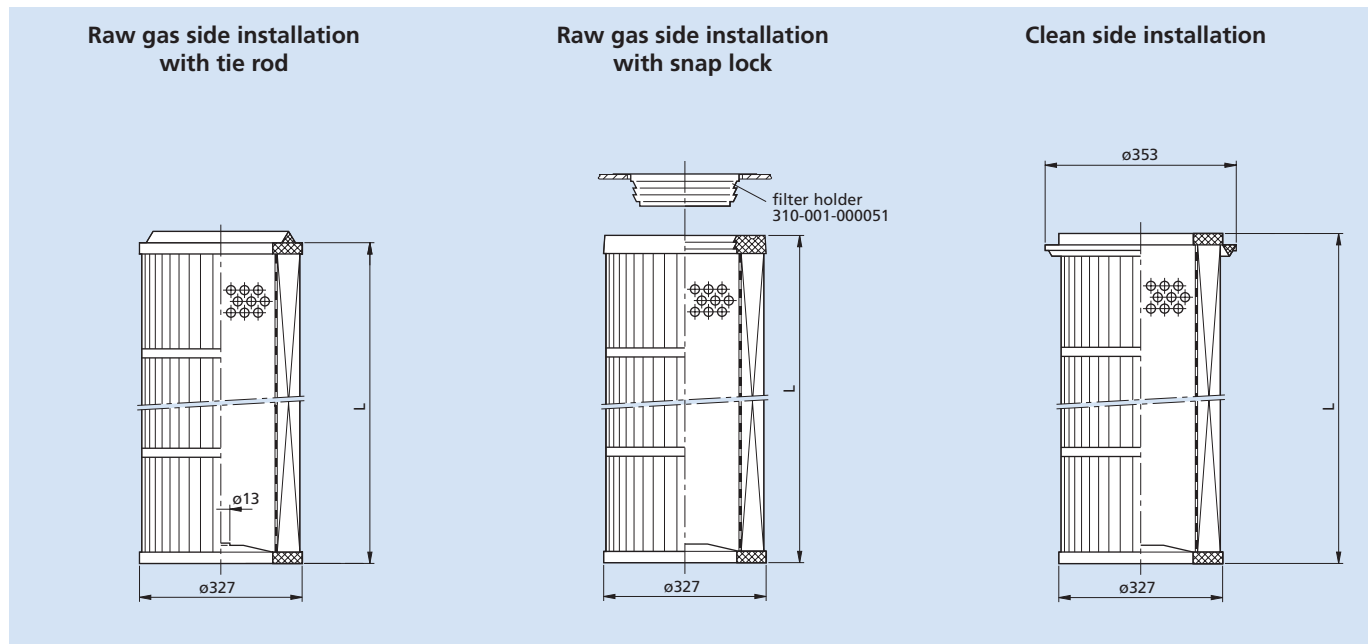 Raw gas side installation
with tie rod
Raw gas side installation
with snap lock
Clean side installation
ø353
filter holder
310-001-000051
L
L
L
ø13
ø327
ø327
ø327